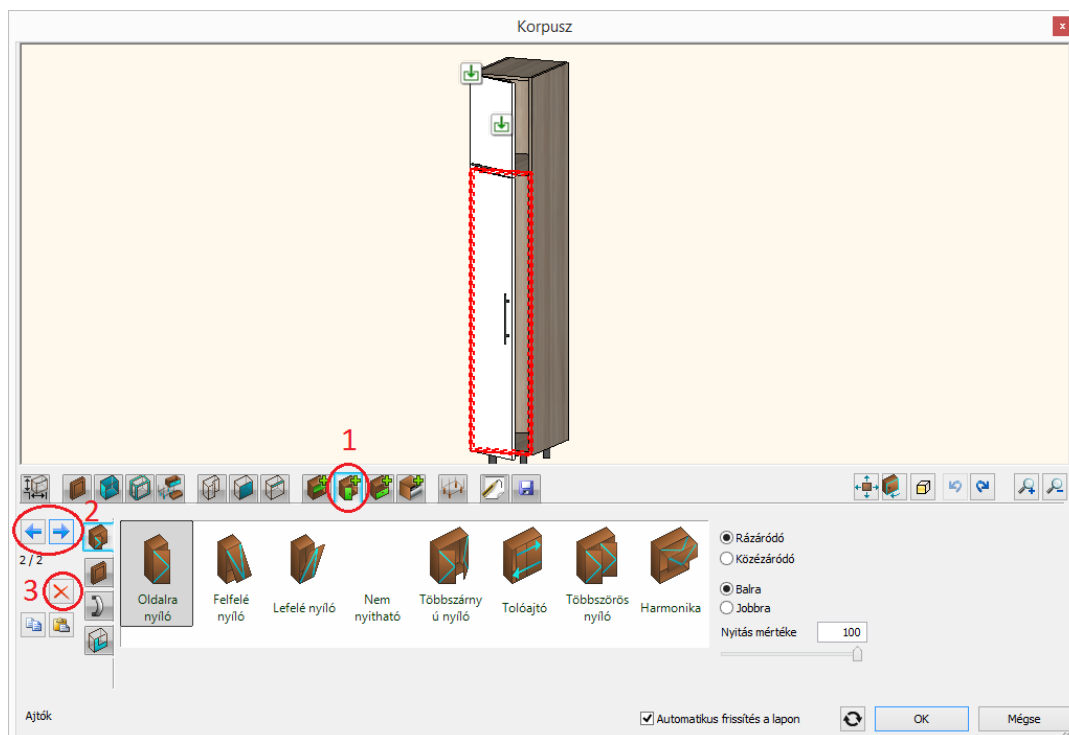 Korpusz
x
1
2
2 / 2
3
Oldalra
nyíló
Felfelé
nyíló
Lefelé nyíló
Nem
nyitható
Többszárny
ú nyíló
Tolóajtó
Többszörös
nyíló
Harmonika
Rázáródó
Közézáródó
Balra
Jobbra
Nyitás mértéke 100
Ajtók
Automatikus frissítés a lapon
OK
Mégse